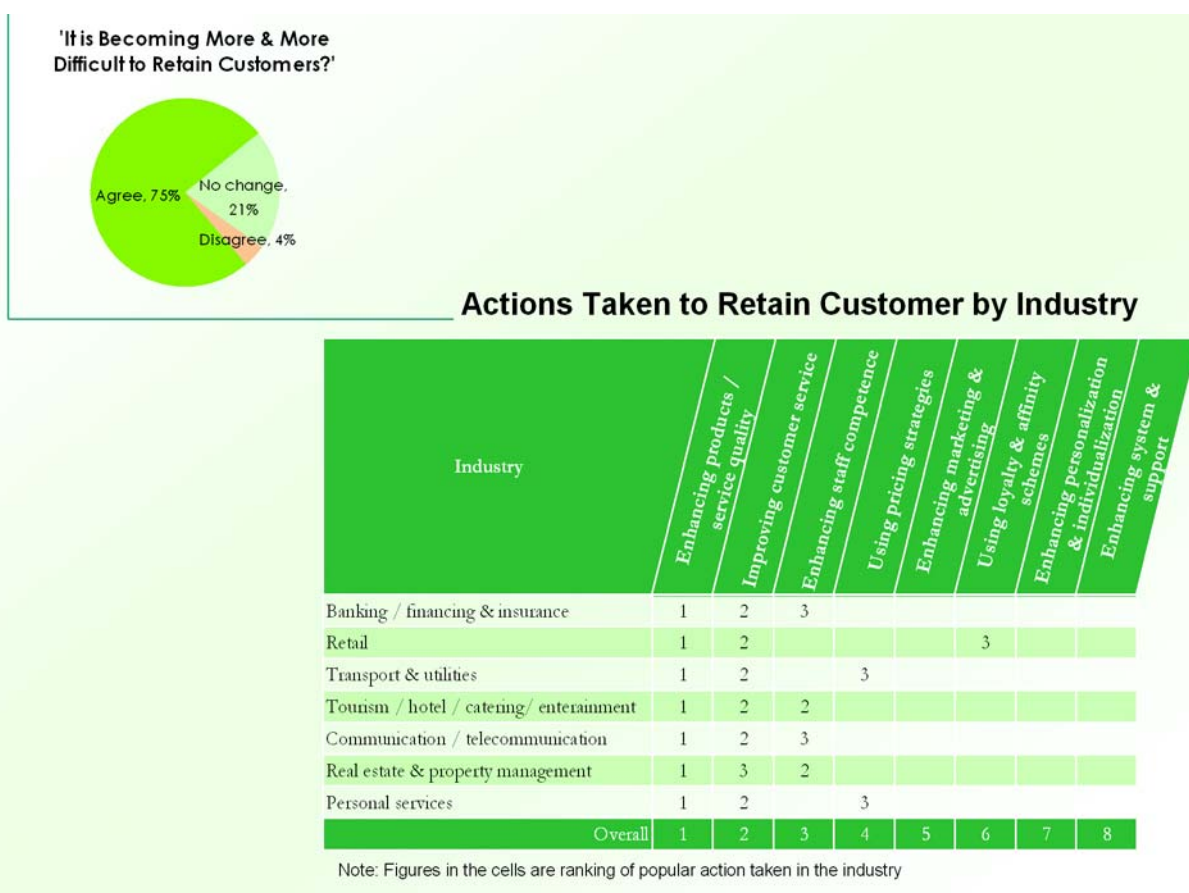 'It is Becoming More & More
Difficult to Retain Customers?'
Agree, 75%
No change,
21%
Disagree, 4%
Actions Taken to Retain Customer by Industry
Industry
Enhancing products /
service quality
Improving customer service
Enhancing staff competence
Using pricing strategies
Enhancing marketing &
advertising
Using loyalty & affinity
schemes
Enhancing personalization
& individualization
Enhancing system &
support
Banking / financing & insurance 1 2 3
Retail 1 2 3
Transport & utilities 1 2 3
Tourism / hotel / catering/ enterainment 1 2 2
Communication / telecommunication 1 2 3
Real estate & property management 1 3 2
Personal services 1 2 3
Overall 1 2 3 4 5 6 7 8
Note: Figures in the cells are ranking of popular action taken in the industry